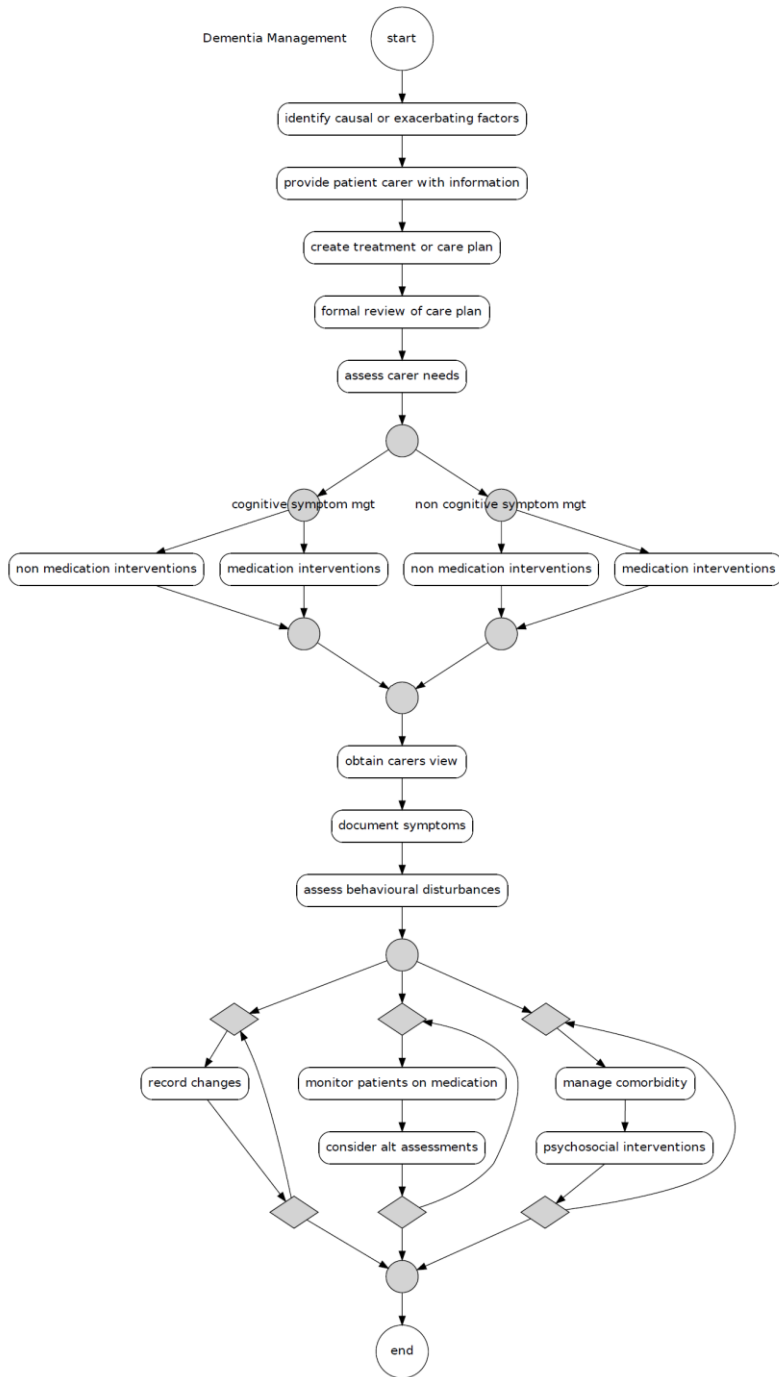 Dementia Management
start
identify causal or exacerbating factors
provide patient carer with information
create treatment or care plan
formal review of care plan
assess carer needs
cognitive symptom mgt
non cognitive symptom mgt
non medication interventions
medication interventions
non medication interventions
medication interventions
obtain carers view
document symptoms
assess behavioural disturbances
record changes
monitor patients on medication
manage comorbidity
consider alt assessments
psychosocial interventions
end